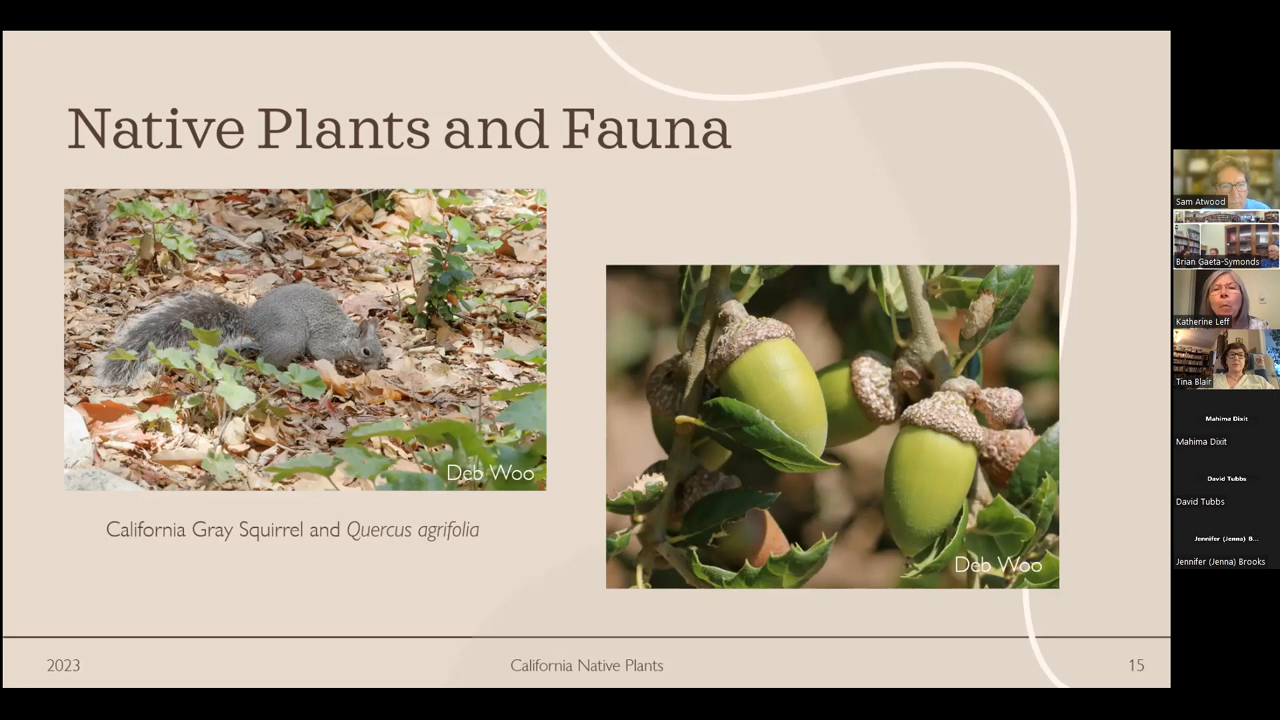 Native Plants and Fauna
Deb Woo
California Gray Squirrel and Quercus agrifolia
Deb Woo
2023
California Native Plants
15
Sam Atwood
Brian Gaeta-Symonds
Katherine Leff
Tina Blair
Mahima Dixit
Mahima Dixit
David Tubbs
David Tubbs
Jennifer (Jenna) B...
Jennifer (Jenna) Brooks